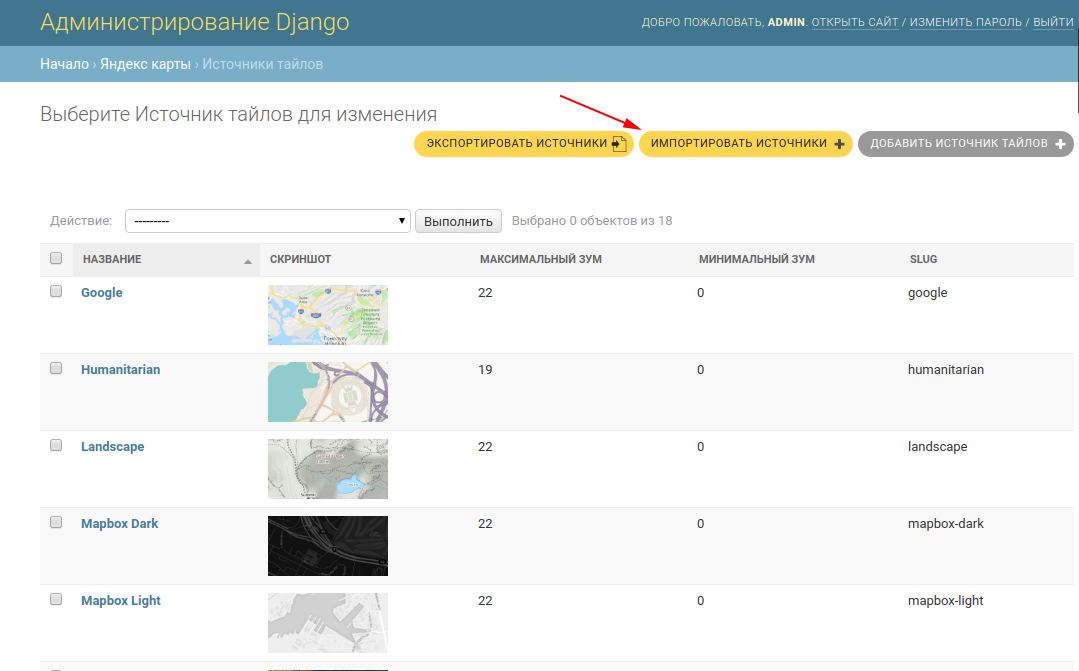 Администрирование Django
ДОБРО ПОЖАЛОВАТЬ, ADMIN. ОТКРЫТЬ САЙТ / ИЗМЕНИТЬ ПАРОЛЬ / ВЫЙТИ
Начало › Яндекс карты › Источники тайлов
Выберите Источник тайлов для изменения
ЭКСПОРТИРОВАТЬ ИСТОЧНИКИ ИМПОРТИРОВАТЬ ИСТОЧНИКИ ДОБАВИТЬ ИСТОЧНИК ТАЙЛОВ
Действие: --------- Выполнить Выбрано 0 объектов из 18
НАЗВАНИЕ СКРИНШОТ МАКСИМАЛЬНЫЙ ЗУМ МИНИМАЛЬНЫЙ ЗУМ SLUG
Google 22 0 google
Humanitarian 19 0 humanitarian
Landscape 22 0 landscape
Mapbox Dark 22 0 mapbox-dark
Mapbox Light 22 0 mapbox-light